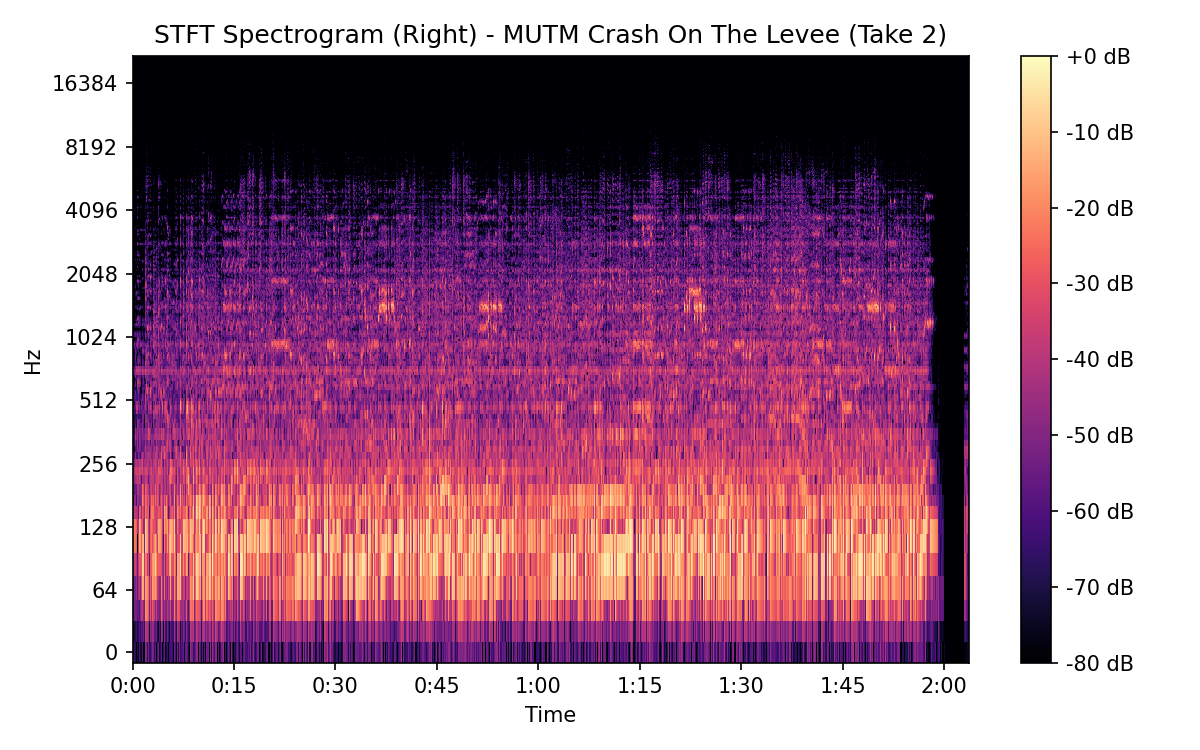 STFT Spectrogram (Right) - MUTM Crash On The Levee (Take 2)
16384
8192
4096
2048
1024
512
256
128
64
0
Hz
0:00
0:15
0:30
0:45
1:00
1:15
1:30
1:45
2:00
Time
+0 dB
-10 dB
-20 dB
-30 dB
-40 dB
-50 dB
-60 dB
-70 dB
-80 dB